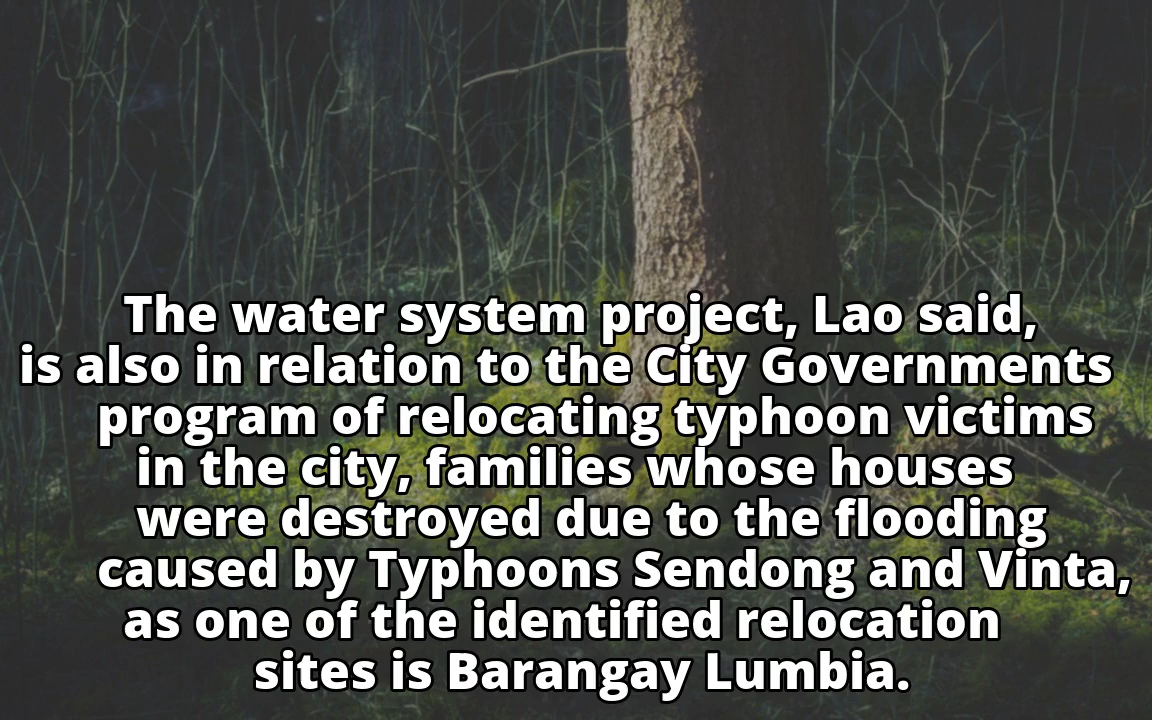 The water system project, Lao said,
is also in relation to the City Governments
program of relocating typhoon victims
in the city, families whose houses
were destroyed due to the flooding
caused by Typhoons Sendong and Vinta,
as one of the identified relocation
sites is Barangay Lumbia.